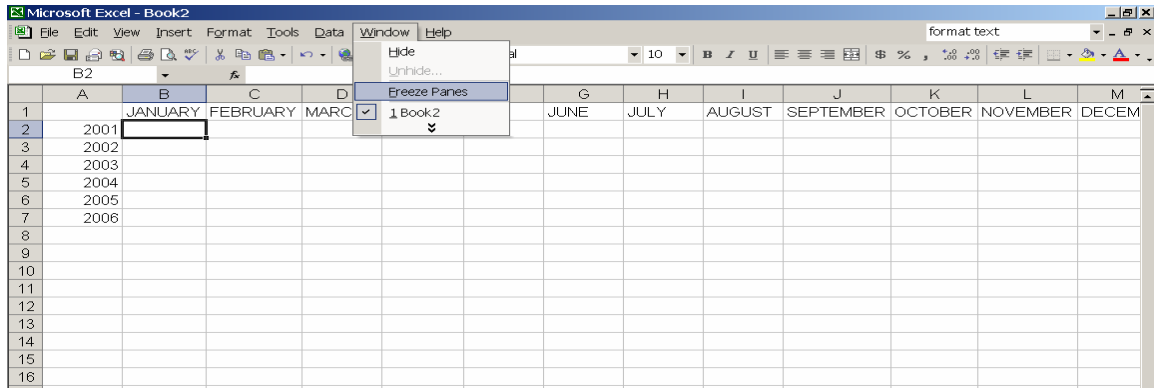 Microsoft Excel - Book2
File Edit View Insert Format Tools Data Window Help format text
10 B I U $ % ,
B2 fx
Hide
Unhide...
Freeze Panes
1 Book2
A B C D G H I J K L M
1 JANUARY FEBRUARY MARC JUNE JULY AUGUST SEPTEMBER OCTOBER NOVEMBER DECEM
2 2001
3 2002
4 2003
5 2004
6 2005
7 2006
8
9
10
11
12
13
14
15
16